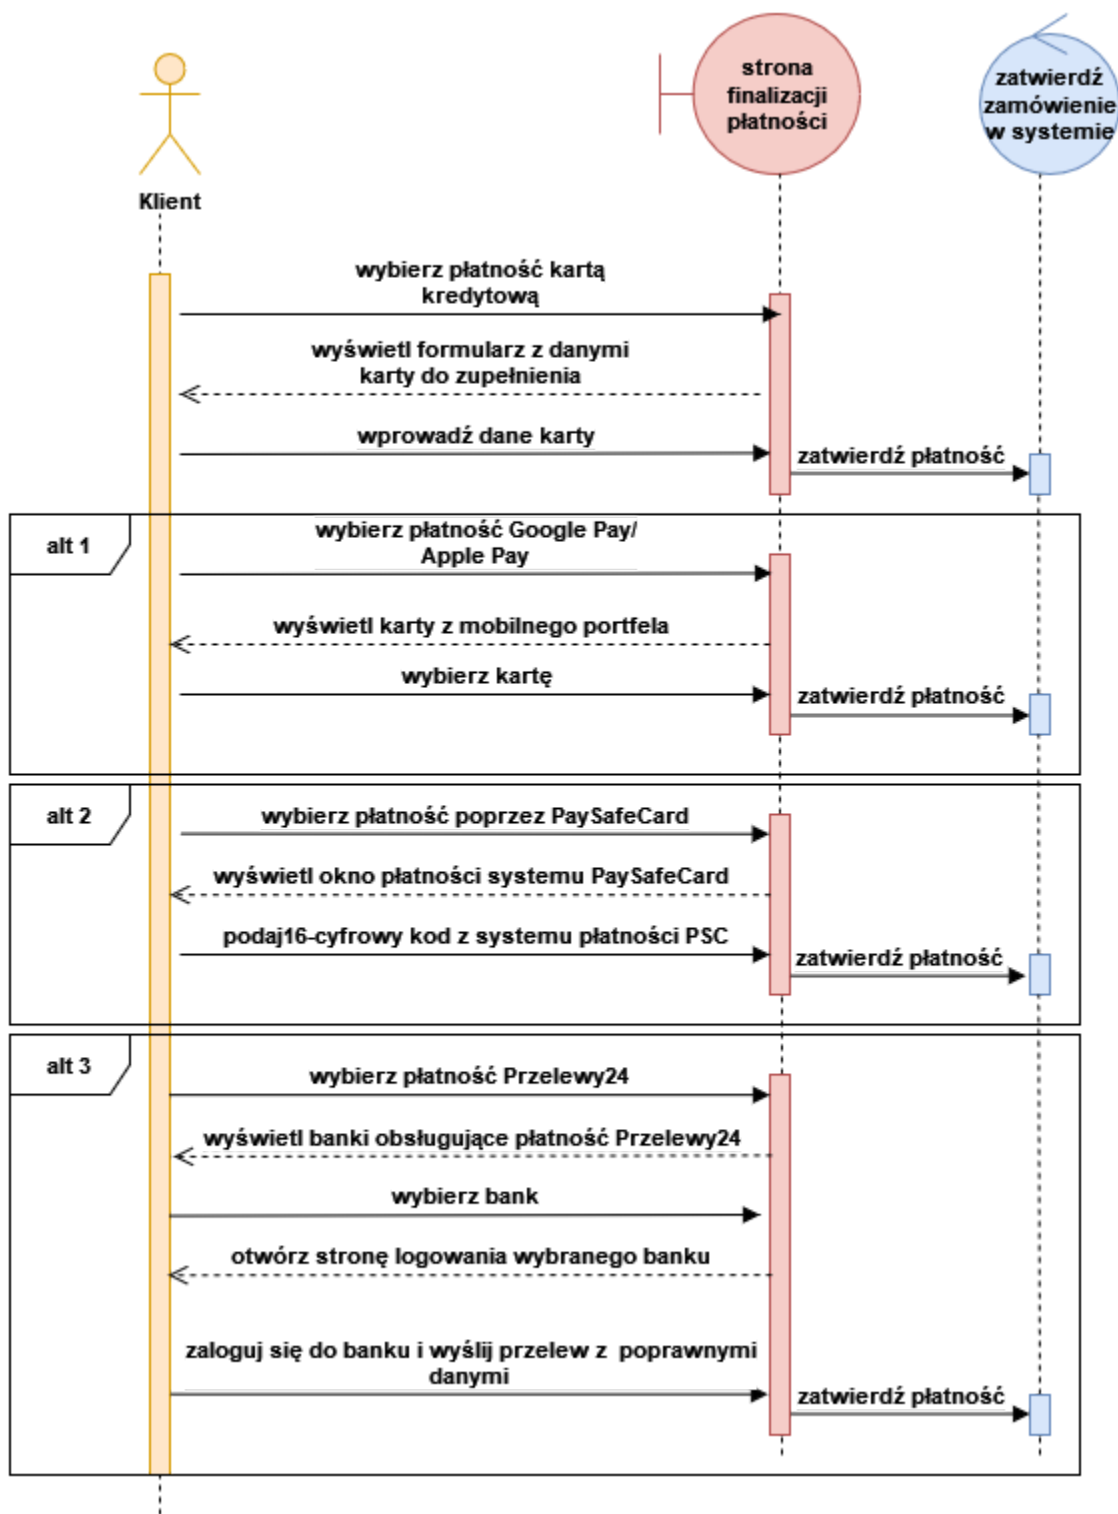 strona
finalizacji
płatności
zatwierdź
zamówienie
w systemie
Klient
wybierz płatność kartą
kredytową
wyświetl formularz z danymi
karty do zupełnienia
wprowadź dane karty
zatwierdź płatność
alt 1
wybierz płatność Google Pay/
Apple Pay
wyświetl karty z mobilnego portfela
wybierz kartę
zatwierdź płatność
alt 2
wybierz płatność poprzez PaySafeCard
wyświetl okno płatności systemu PaySafeCard
podaj16-cyfrowy kod z systemu płatności PSC
zatwierdź płatność
alt 3
wybierz płatność Przelewy24
wyświetl banki obsługujące płatność Przelewy24
wybierz bank
otwórz stronę logowania wybranego banku
zaloguj się do banku i wyślij przelew z poprawnymi
danymi
zatwierdź płatność